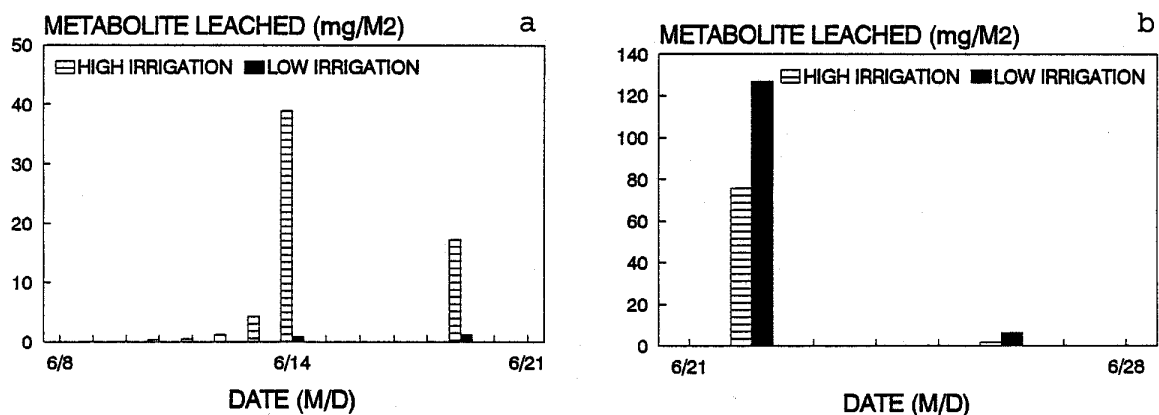 METABOLITE LEACHED (mg/M2)
a
50
HIGH IRRIGATION LOW IRRIGATION
40
30
20
10
0
6/8 6/14 6/21
DATE (M/D)
METABOLITE LEACHED (mg/M2)
b
140
HIGH IRRIGATION LOW IRRIGATION
120
100
80
60
40
20
0
6/21 6/28
DATE (M/D)